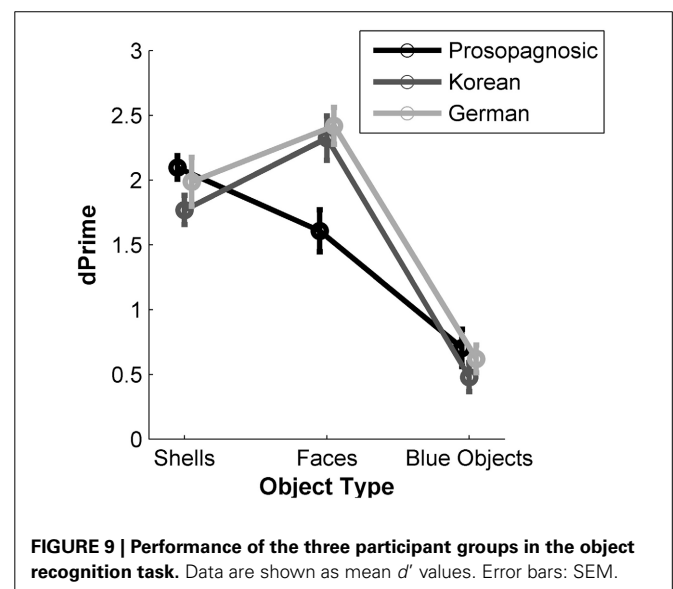 3
2.5
2
1.5
1
0.5
0
dPrime
Prosopagnosic
Korean
German
Shells Faces Blue Objects
Object Type
FIGURE 9 | Performance of the three participant groups in the object
recognition task. Data are shown as mean d' values. Error bars: SEM.